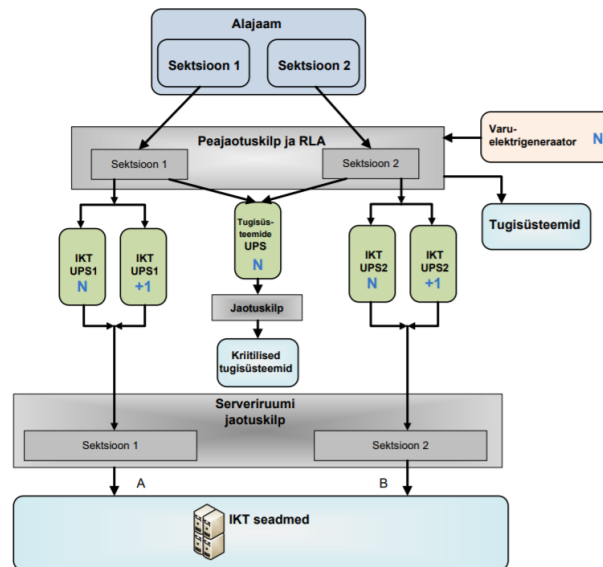 Alajaam
Sektsioon 1
Sektsioon 2
Peajaotuskilp ja RLA
Sektsioon 1
Sektsioon 2
Varu-
elektrigeneraator
N
Tugisüsteemid
IKT
UPS1
N
IKT
UPS1
+1
Tugisüs-
teemide
UPS
N
IKT
UPS2
N
IKT
UPS2
+1
Jaotuskilp
Kriitilised
tugisüsteemid
Serveriruumi
jaotuskilp
Sektsioon 1
Sektsioon 2
A
B
IKT seadmed